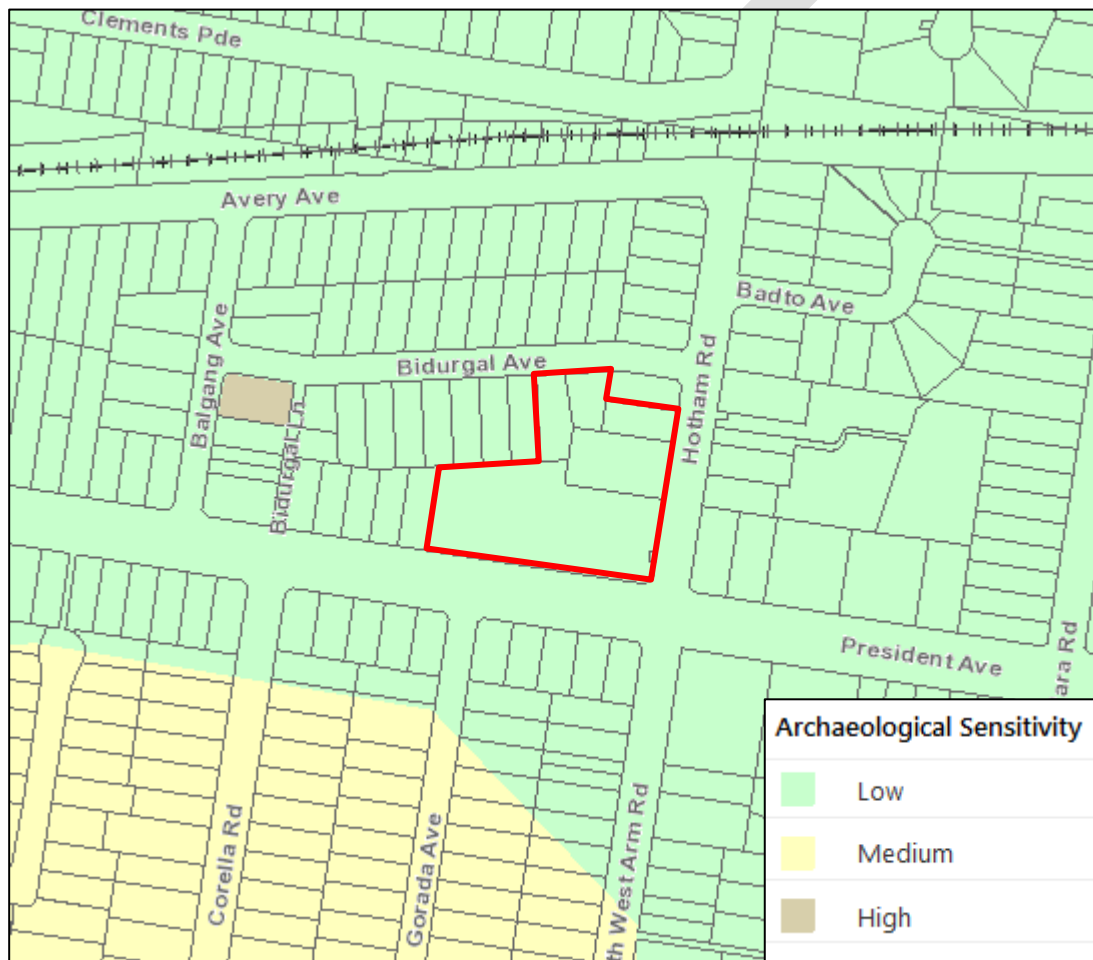 Clements Pde
Avery Ave
Badto Ave
Balgang Ave
Bidurgal Ave
Hotham Rd
Bidurgal Ln
President Ave
ara Rd
Archaeological Sensitivity
Low
Medium
High
Corella Rd
Gorada Ave
th West Arm Rd